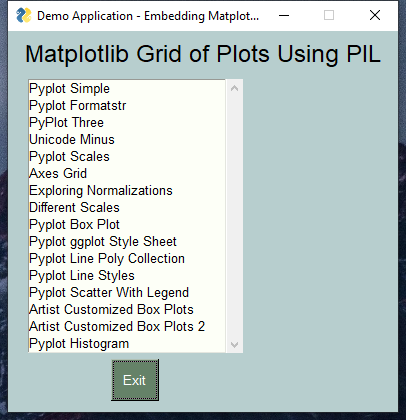 Demo Application - Embedding Matplot...
Matplotlib Grid of Plots Using PIL
Pyplot Simple
Pyplot Formatstr
PyPlot Three
Unicode Minus
Pyplot Scales
Axes Grid
Exploring Normalizations
Different Scales
Pyplot Box Plot
Pyplot ggplot Style Sheet
Pyplot Line Poly Collection
Pyplot Line Styles
Pyplot Scatter With Legend
Artist Customized Box Plots
Artist Customized Box Plots 2
Pyplot Histogram
Exit